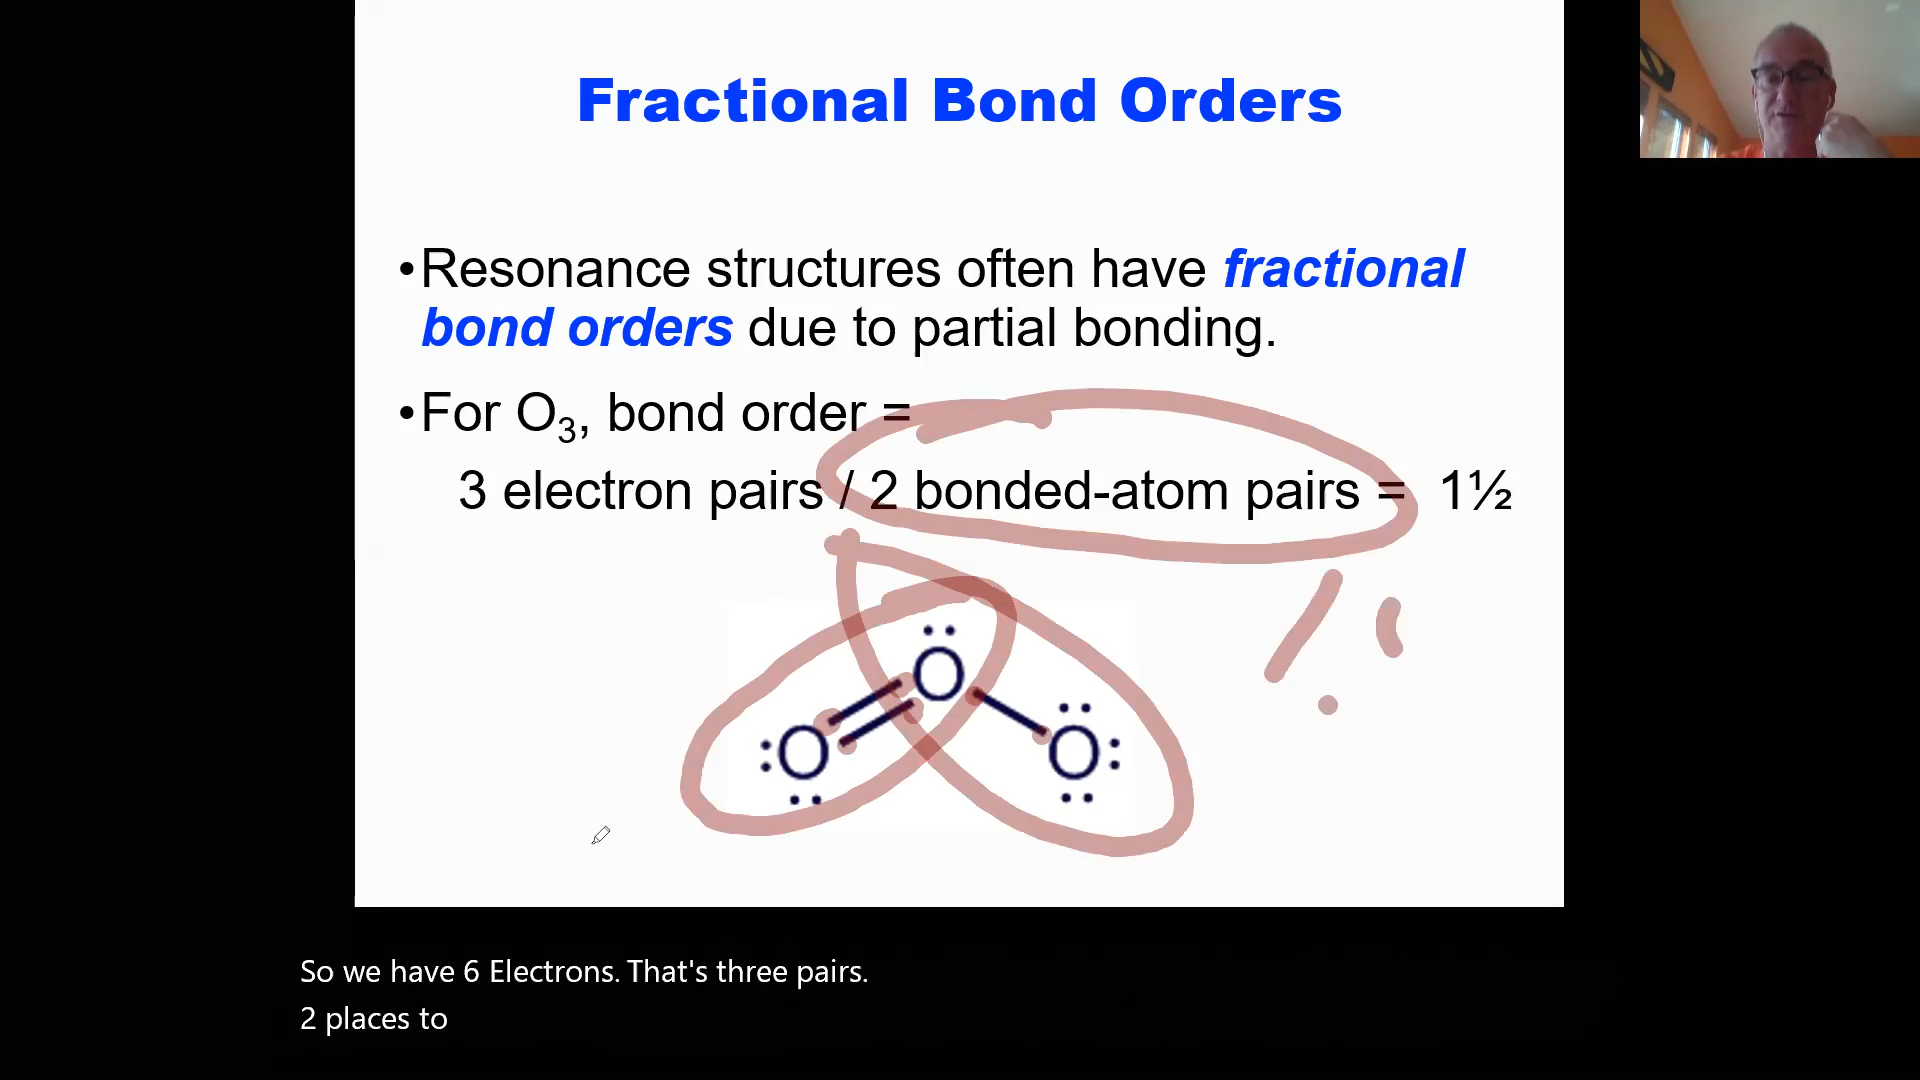 Fractional Bond Orders
•Resonance structures often have fractional
bond orders due to partial bonding.
•For O₃, bond order =
3 electron pairs / 2 bonded-atom pairs = 1½
O
O
O
So we have 6 Electrons. That's three pairs.
2 places to